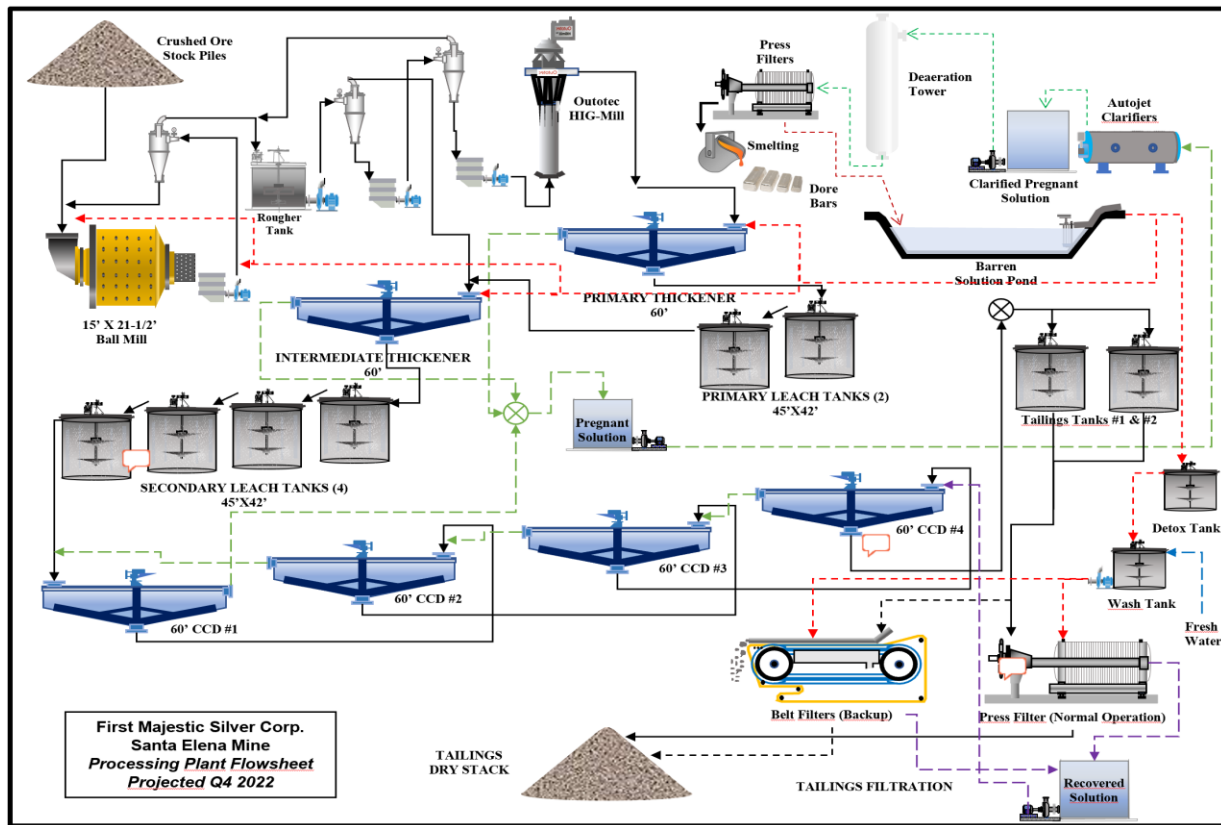 Crushed Ore
Stock Piles
Outotec
HIG-Mill
Press
Filters
Deaeration
Tower
Autojet
Clarifiers
Smelting
Dore
Bars
Clarified Pregnant
Solution
Rougher
Tank
Barren
Solution Pond
15’ X 21-1/2’
Ball Mill
PRIMARY THICKENER
60’
INTERMEDIATE THICKENER
60’
PRIMARY LEACH TANKS (2)
45’X42’
Pregnant
Solution
Tailings Tanks #1 & #2
SECONDARY LEACH TANKS (4)
45’X42’
Detox Tank
60’ CCD #4
60’ CCD #3
60’ CCD #2
60’ CCD #1
Wash Tank
Fresh
Water
Belt Filters (Backup)
Press Filter (Normal Operation)
First Majestic Silver Corp.
Santa Elena Mine
Processing Plant Flowsheet
Projected Q4 2022
TAILINGS
DRY STACK
TAILINGS FILTRATION
Recovered
Solution